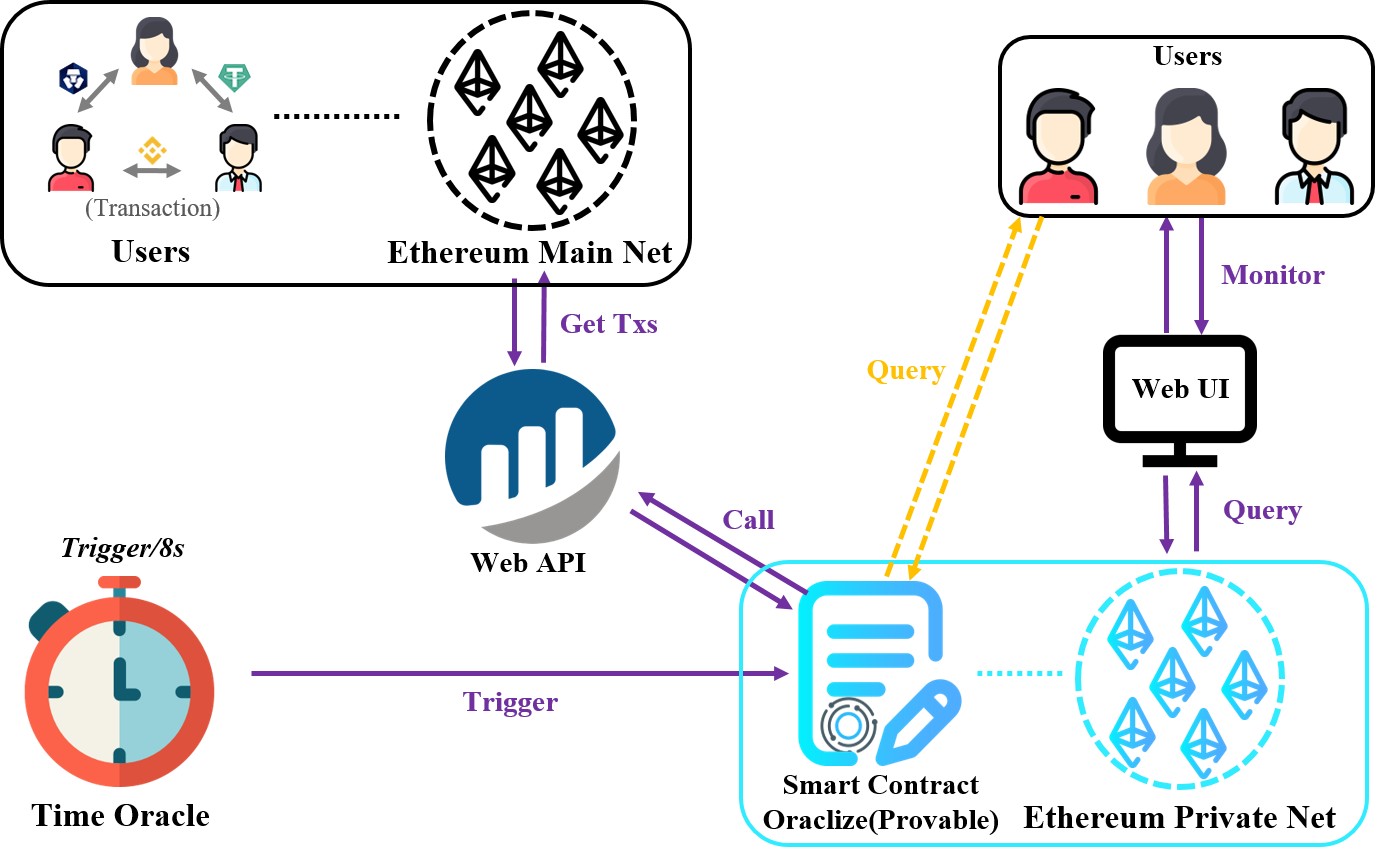 (Transaction)
Users
Ethereum Main Net
Users
Get Txs
Monitor
Query
Web UI
Web API
Call
Query
Trigger/8s
Trigger
Time Oracle
Smart Contract
Oraclize(Provable)
Ethereum Private Net